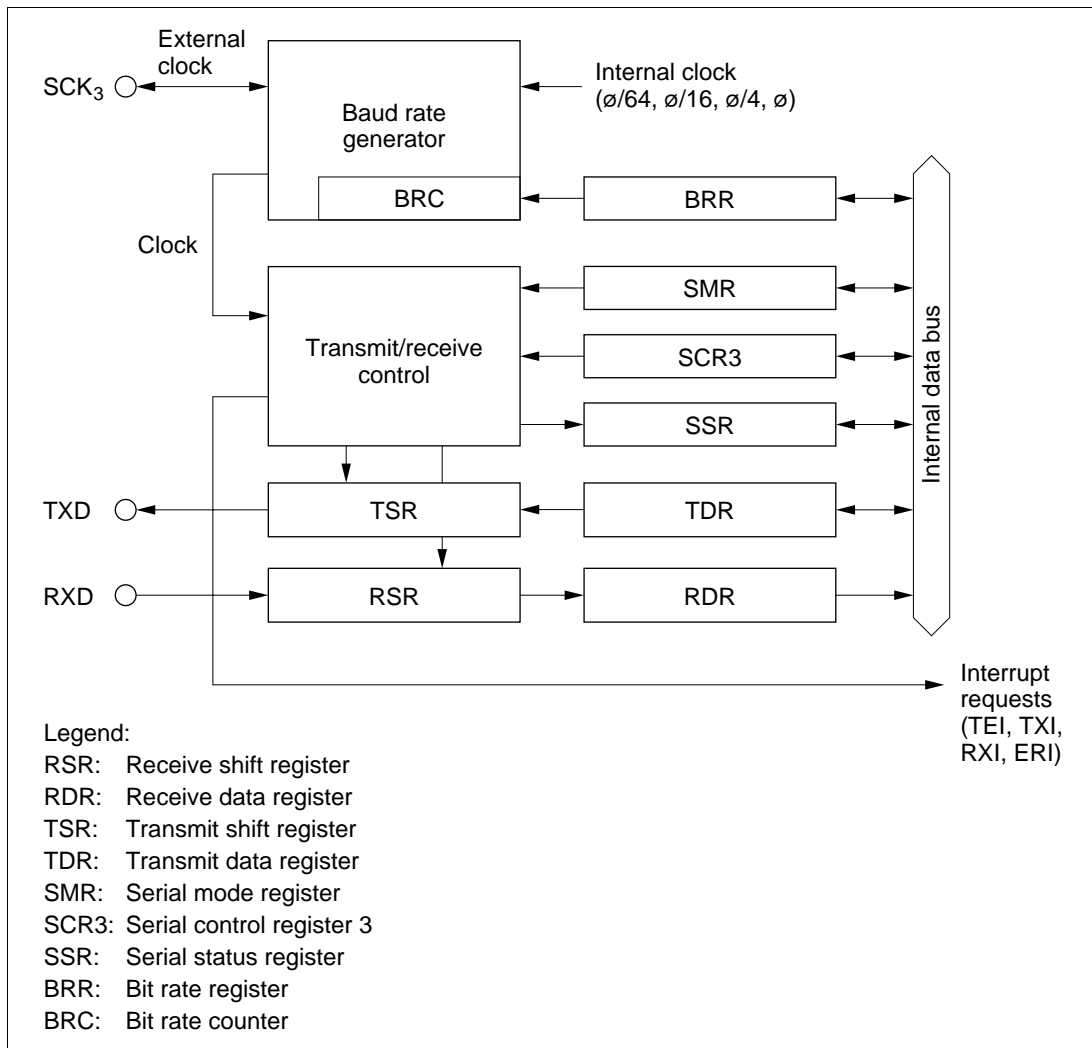 External
clock
SCK3
Baud rate
generator
Internal clock
(ø/64, ø/16, ø/4, ø)
BRC
BRR
Clock
SMR
Transmit/receive
control
SCR3
SSR
Internal data bus
TXD
TSR
TDR
RXD
RSR
RDR
Interrupt
requests
(TEI, TXI,
RXI, ERI)
Legend:
RSR: Receive shift register
RDR: Receive data register
TSR: Transmit shift register
TDR: Transmit data register
SMR: Serial mode register
SCR3: Serial control register 3
SSR: Serial status register
BRR: Bit rate register
BRC: Bit rate counter